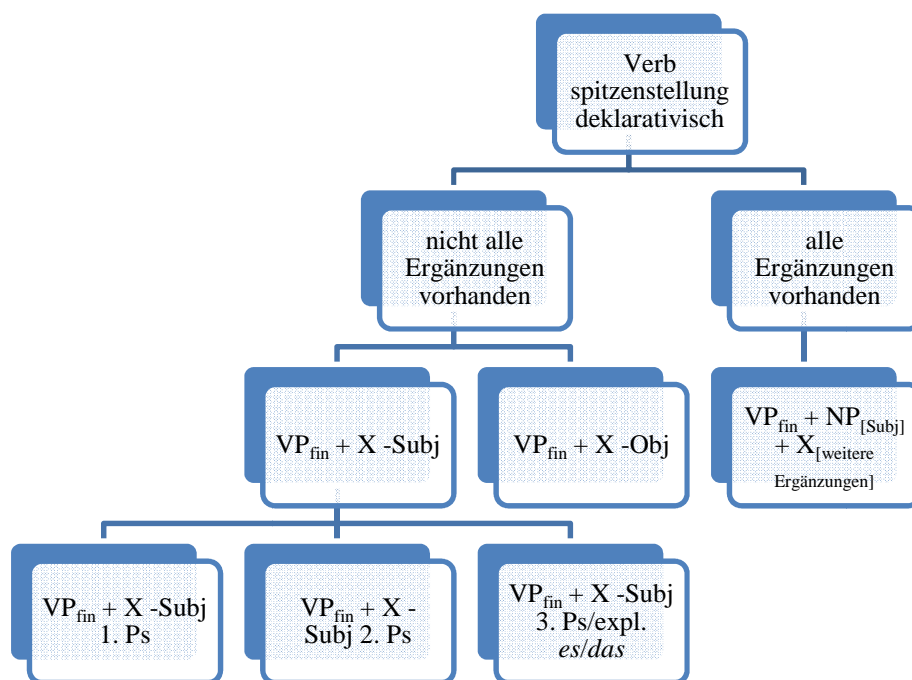 Verb
spitzenstellung
deklarativisch
nicht alle
Ergänzungen
vorhanden
alle
Ergänzungen
vorhanden
VPfin + X -Subj
VPfin + X -Obj
VPfin + NP[Subj]
+ X[weitere
Ergänzungen]
VPfin + X -Subj
1. Ps
VPfin + X -
Subj 2. Ps
VPfin + X -Subj
3. Ps/expl.
es/das